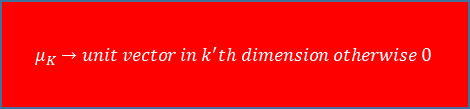 μ_K → unit vector in k′th dimension otherwise 0